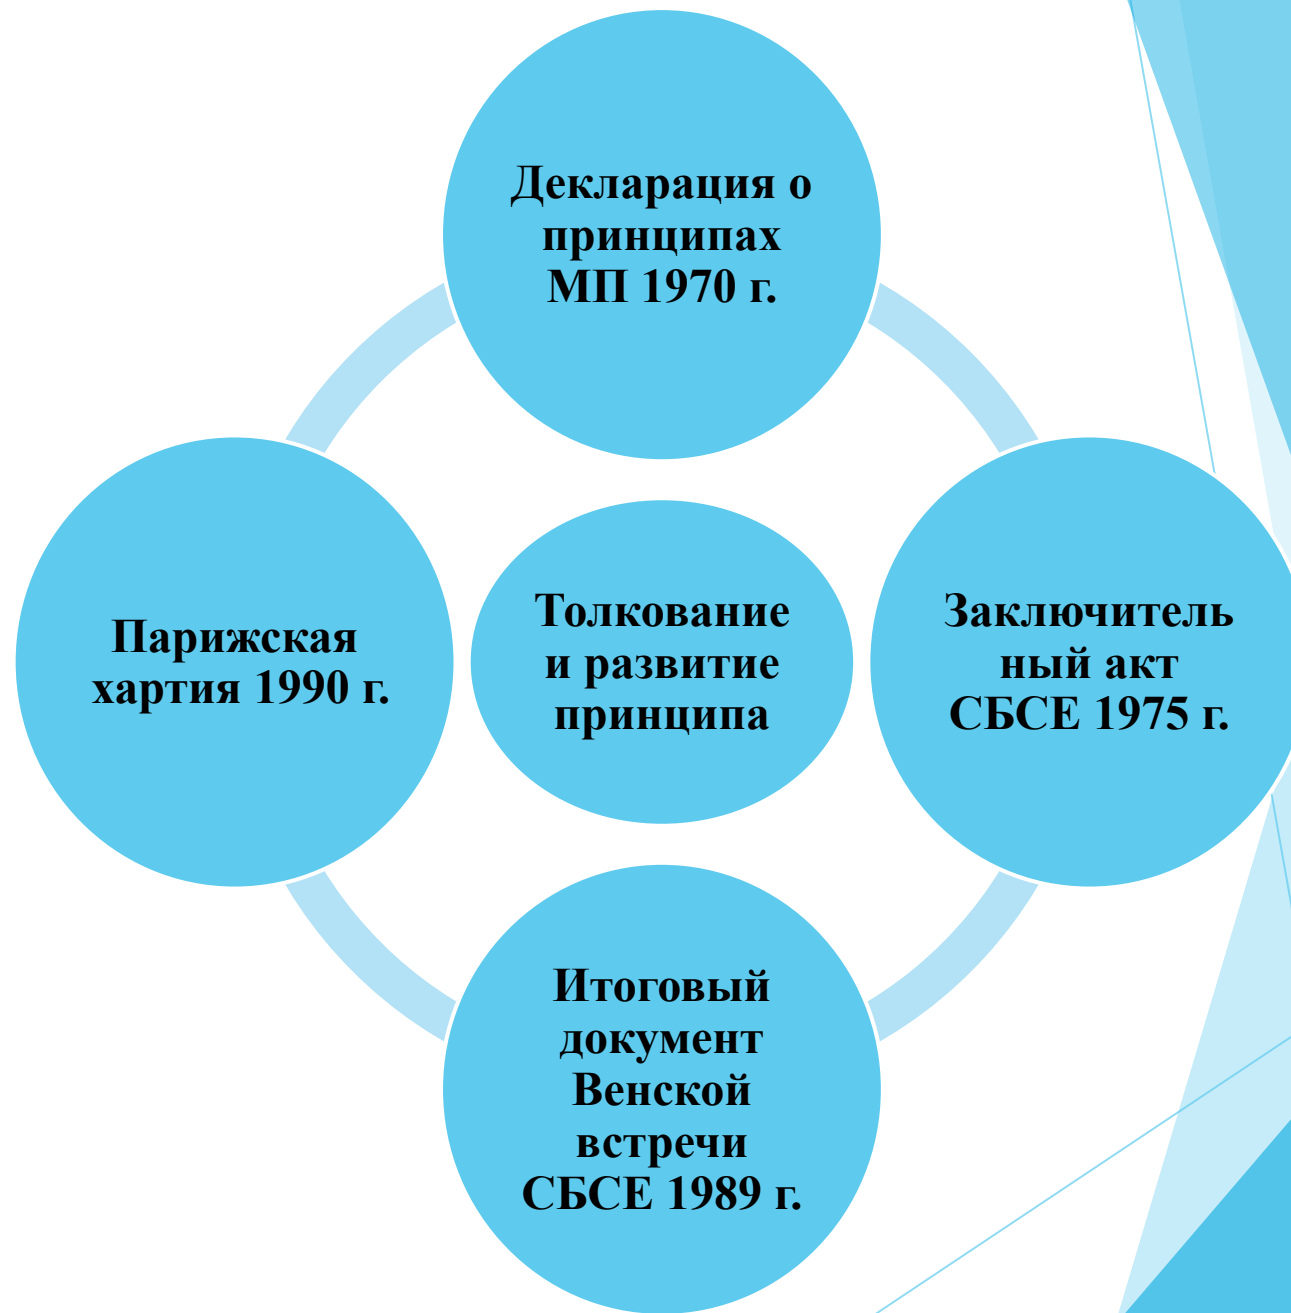 Декларация о
принципах
МП 1970 г.
Парижская
хартия 1990 г.
Толкование
и развитие
принципа
Заключитель
ный акт
СБСЕ 1975 г.
Итоговый
документ
Венской
встречи
СБСЕ 1989 г.